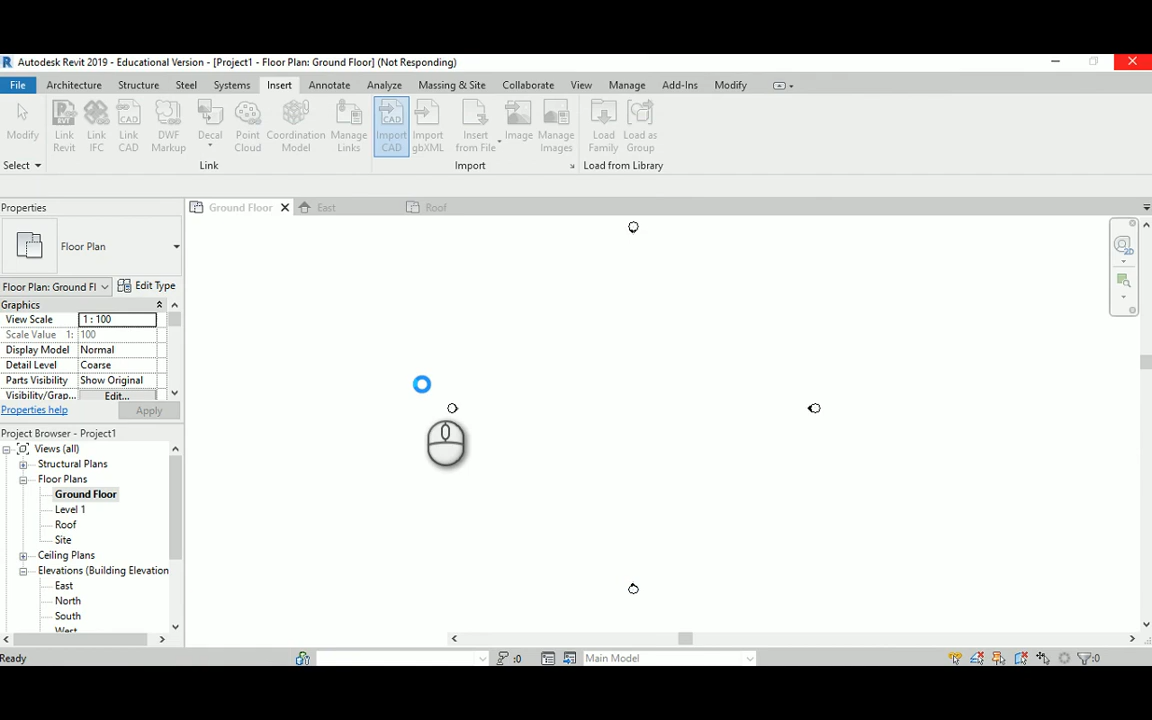 Autodesk Revit 2019 - Educational Version - [Project1 - Floor Plan: Ground Floor] (Not Responding)
File Architecture Structure Steel Systems Insert Annotate Analyze Massing & Site Collaborate View Manage Add-Ins Modify
Modify
Link Revit
Link IFC
Link CAD
DWF Markup
Decal
Point Cloud
Coordination Model
Manage Links
Import CAD
Import gbXML
Insert from File
Image
Manage Images
Load Family
Load as Group
Select Link Import Load from Library
Properties
Ground Floor East Roof
Floor Plan
Floor Plan: Ground Fl Edit Type
Graphics
View Scale 1 : 100
Scale Value 1: 100
Display Model Normal
Detail Level Coarse
Parts Visibility Show Original
Visibility/Grap... Edit...
Properties help Apply
Project Browser - Project1
Views (all)
Structural Plans
Floor Plans
Ground Floor
Level 1
Roof
Site
Ceiling Plans
Elevations (Building Elevation
East
North
South
West
Ready :0 Main Model :0